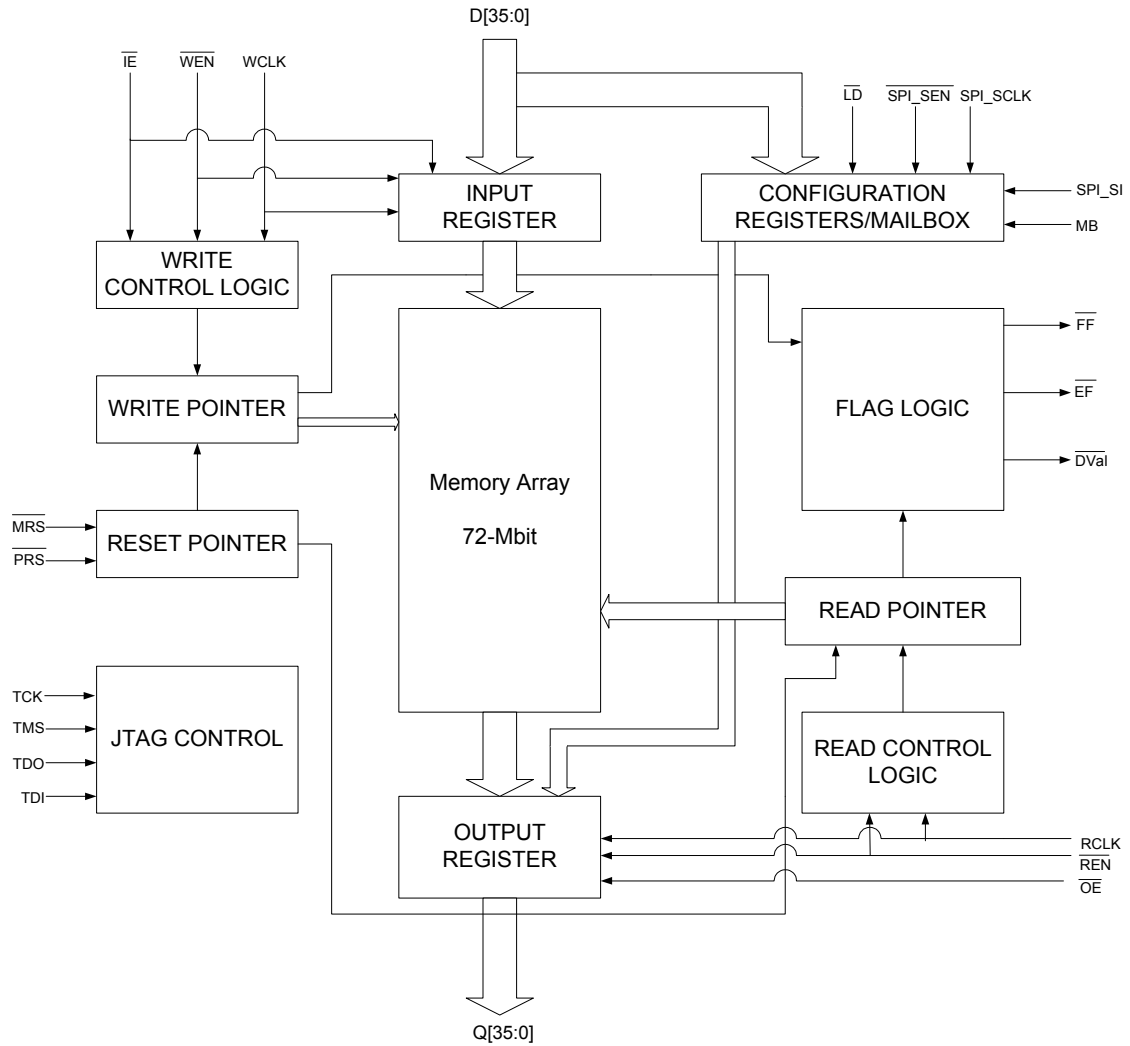 D[35:0]
IE WEN WCLK
LD SPI_SEN SPI_SCLK
INPUT
REGISTER
CONFIGURATION
REGISTERS/MAILBOX
SPI_SI
MB
WRITE
CONTROL LOGIC
FF
WRITE POINTER
FLAG LOGIC
EF
DVal
Memory Array
72-Mbit
MRS
PRS
RESET POINTER
READ POINTER
TCK
TMS
TDO
TDI
JTAG CONTROL
READ CONTROL
LOGIC
OUTPUT
REGISTER
RCLK
REN
OE
Q[35:0]